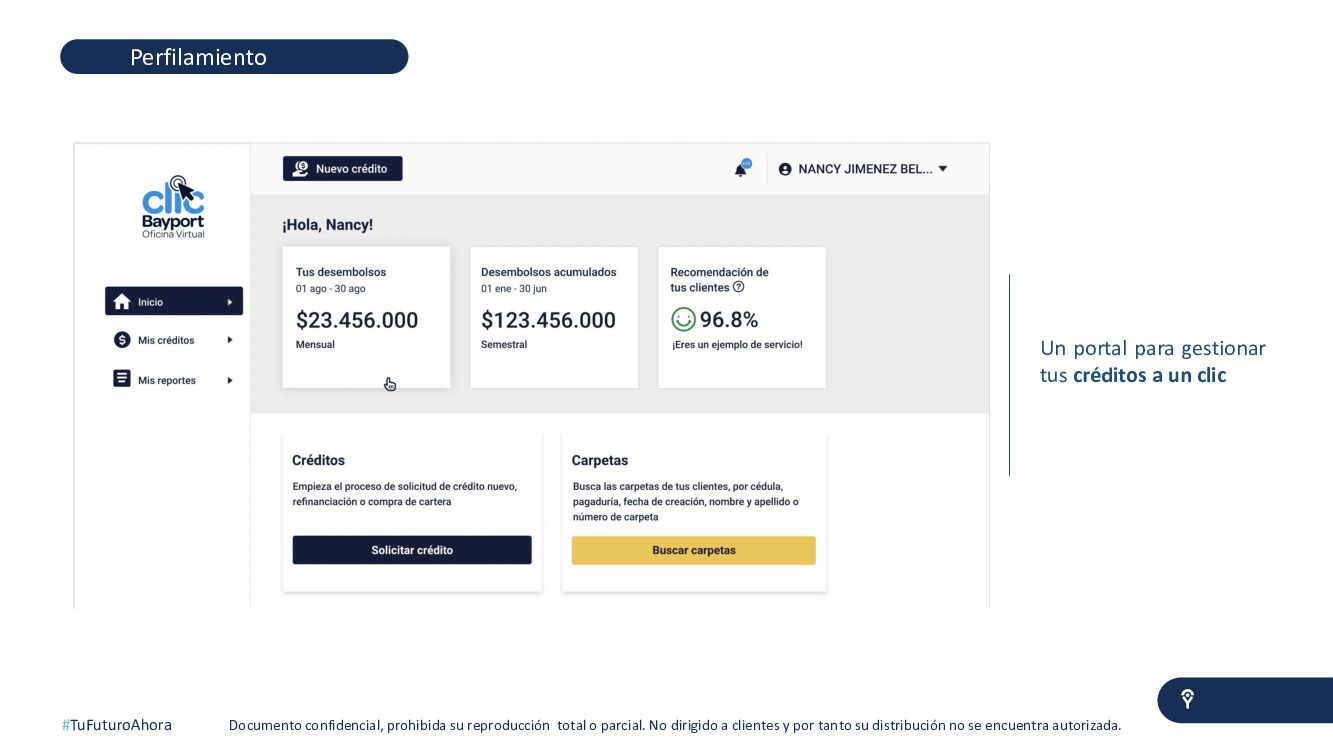 Perfilamiento
clic
Bayport
Oficina Virtual
Nuevo crédito
NANCY JIMENEZ BEL...
¡Hola, Nancy!
Inicio
Mis créditos
Mis reportes
Tus desembolsos
01 ago - 30 ago
$23.456.000
Mensual
Desembolsos acumulados
01 ene - 30 jun
$123.456.000
Semestral
Recomendación de
tus clientes ?
96.8%
¡Eres un ejemplo de servicio!
Créditos
Empieza el proceso de solicitud de crédito nuevo,
refinanciación o compra de cartera
Solicitar crédito
Carpetas
Busca las carpetas de tus clientes, por cédula,
pagaduría, fecha de creación, nombre y apellido o
número de carpeta
Buscar carpetas
Un portal para gestionar
tus créditos a un clic
#TuFuturoAhora
Documento confidencial, prohibida su reproducción total o parcial. No dirigido a clientes y por tanto su distribución no se encuentra autorizada.